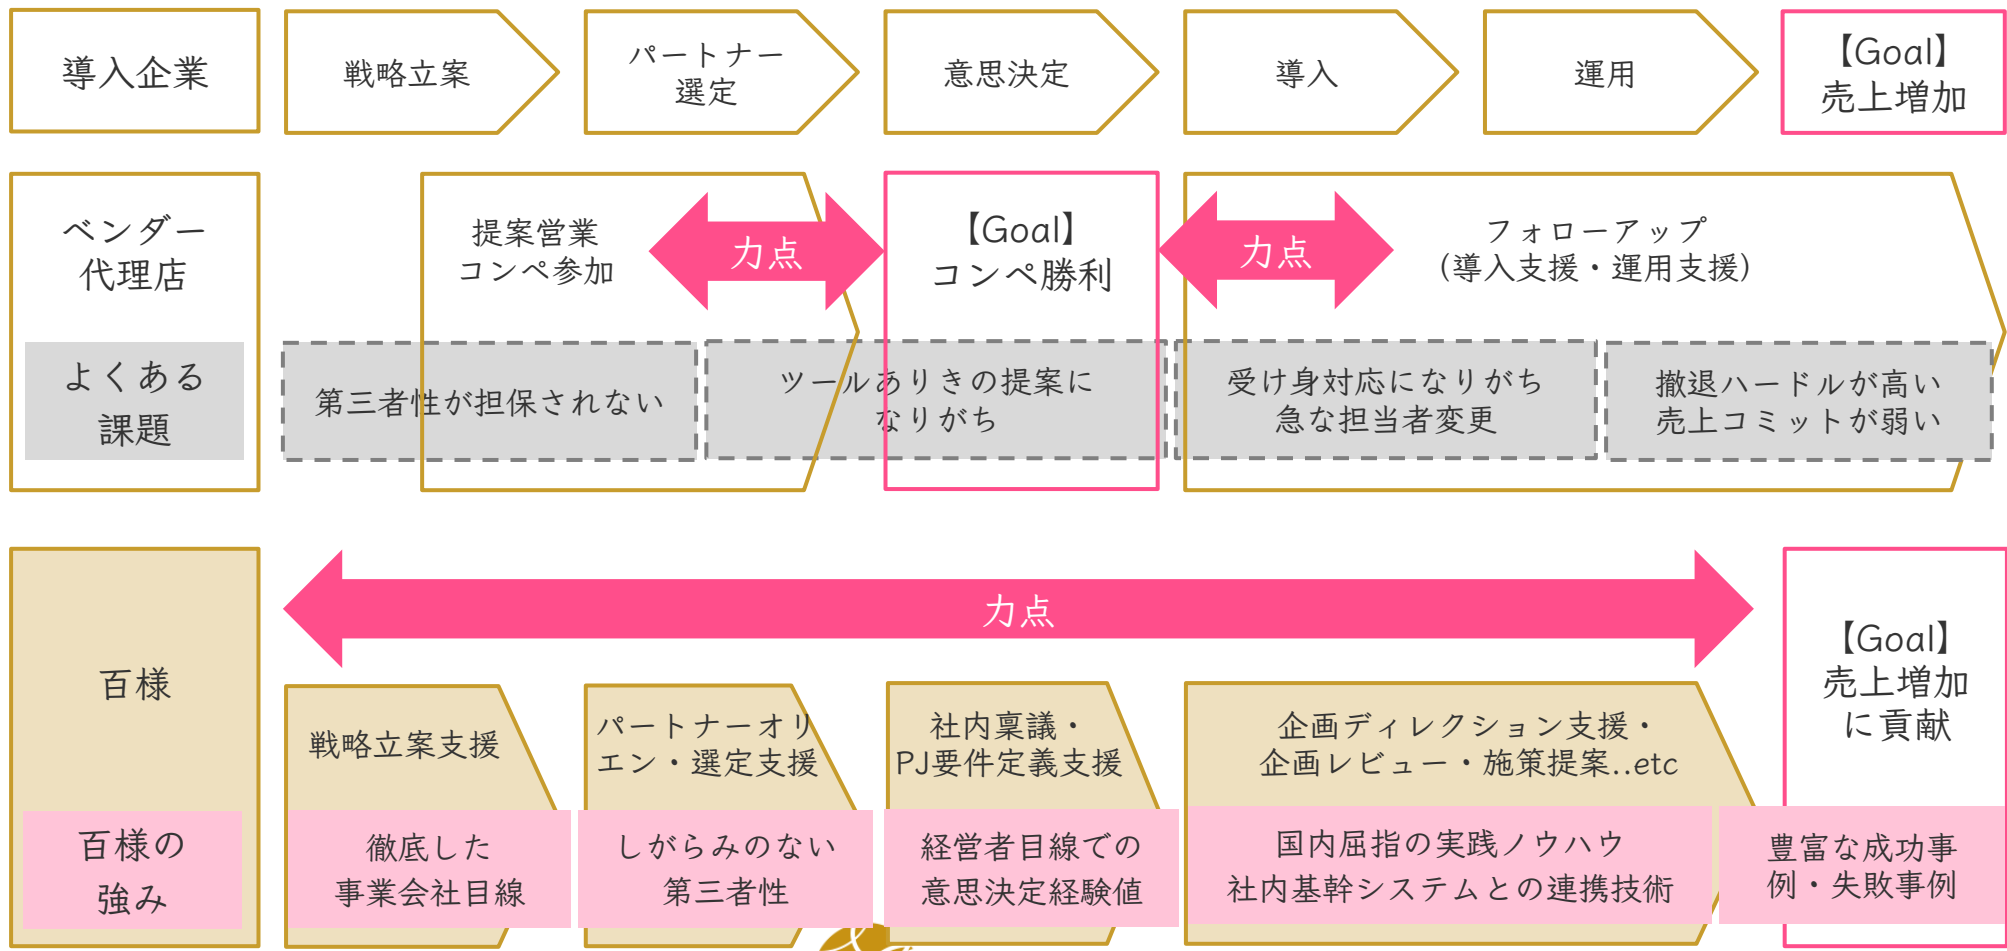 導入企業
戦略立案
パートナー
選定
意思決定
導入
運用
【Goal】
売上増加
ベンダー
代理店
提案営業
コンペ参加
力点
【Goal】
コンペ勝利
力点
フォローアップ
(導入支援・運用支援)
よくある
課題
第三者性が担保されない
ツールありきの提案に
なりがち
受け身対応になりがち
急な担当者変更
撤退ハードルが高い
売上コミットが弱い
百様
力点
【Goal】
売上増加
に貢献
戦略立案支援
パートナーオリ
エン・選定支援
社内稟議・
PJ要件定義支援
企画ディレクション支援・
企画レビュー・施策提案..etc
百様の
強み
徹底した
事業会社目線
しがらみのない
第三者性
経営者目線での
意思決定経験値
国内屈指の実践ノウハウ
社内基幹システムとの連携技術
豊富な成功事
例・失敗事例